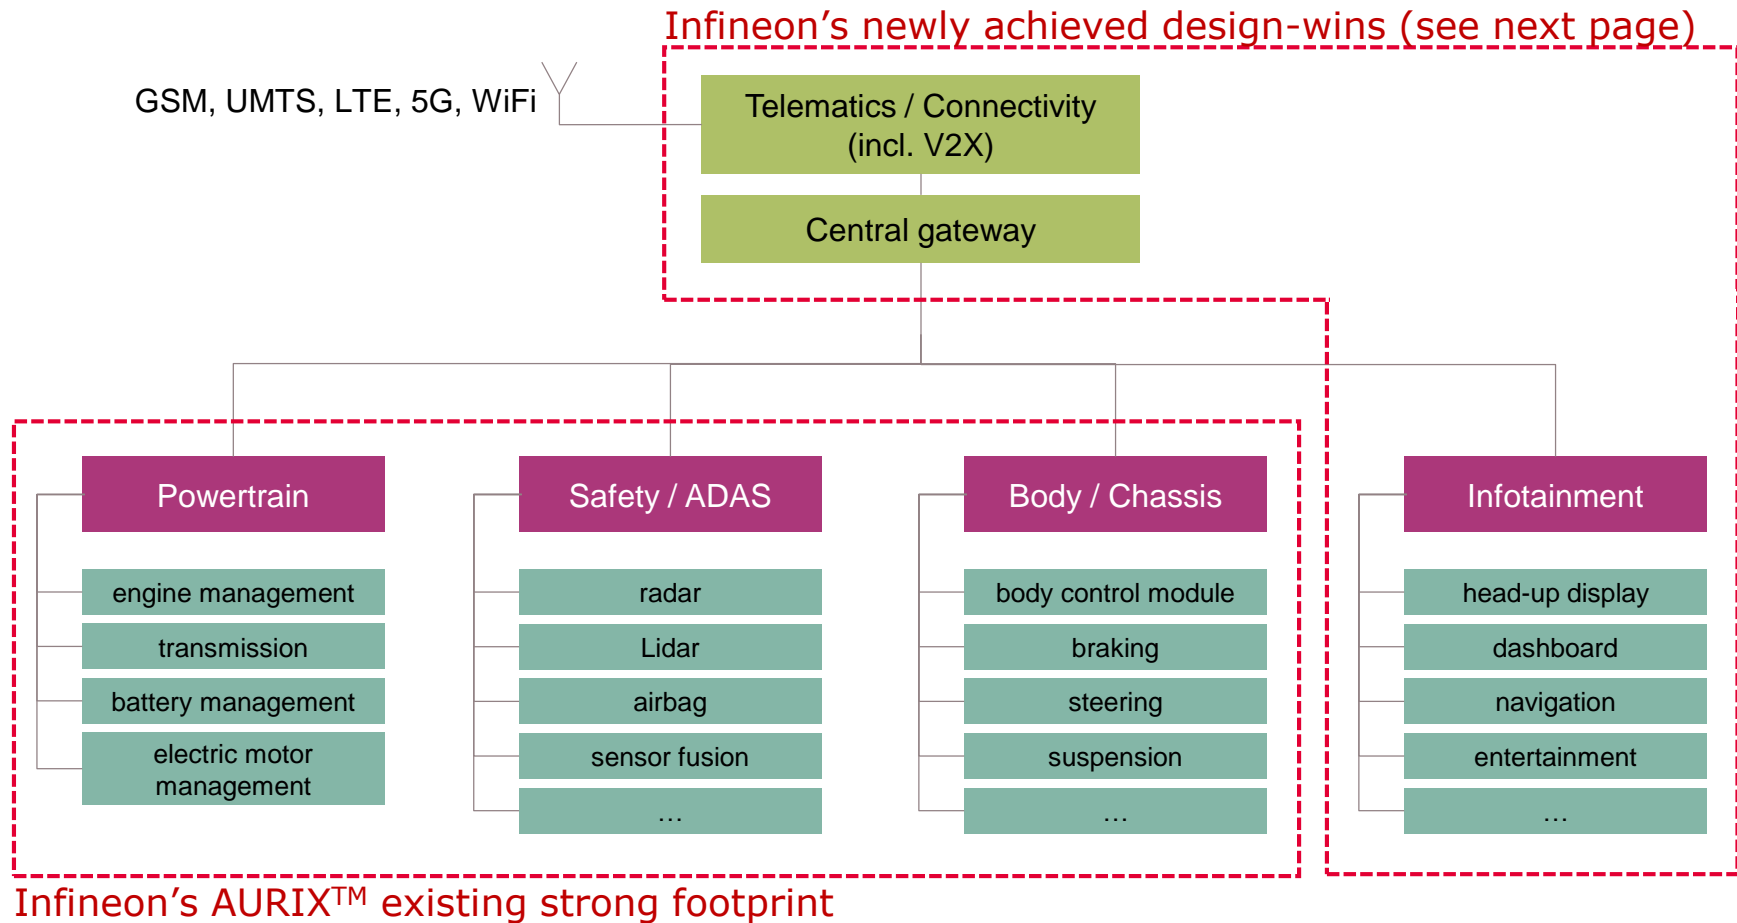 Infineon’s newly achieved design-wins (see next page)
GSM, UMTS, LTE, 5G, WiFi
Telematics / Connectivity
(incl. V2X)
Central gateway
Powertrain
engine management
transmission
battery management
electric motor
management
Safety / ADAS
radar
Lidar
airbag
sensor fusion
…
Body / Chassis
body control module
braking
steering
suspension
…
Infotainment
head-up display
dashboard
navigation
entertainment
…
Infineon’s AURIX™ existing strong footprint